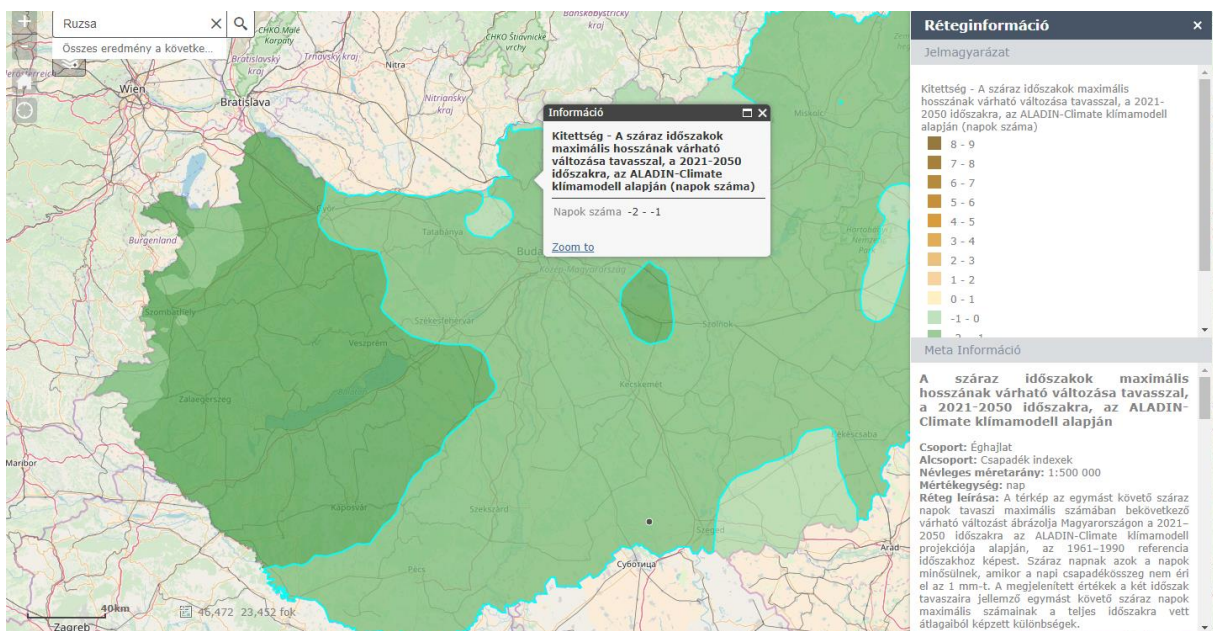 Ruzsa
Összes eredmény a követke...
CHKO Malé
Karpaty
Trnavský kraj
Bratislavský
kraj
Nitra
Nitriansky
kraj
CHKO Štiavnické
vrchy
Banskobystrický
kraj
Wien
Bratislava
Burgenland
Győr
Tatabánya
Buda
Közép-Magyarország
Miskolc
Hortobágyi
Nemzeti
Park
Szombathely
Veszprém
Székesfehérvár
Szolnok
Zalaegerszeg
Kecskemét
Békéscsaba
Maribor
Kaposvár
Szekszárd
Szeged
Pécs
Суботица
Arad
Zagreb
40km
46,472 23,452 fok
Információ
Kitettség - A száraz időszakok
maximális hosszának várható
változása tavasszal, a 2021-2050
időszakra, az ALADIN-Climate
klímamodell alapján (napok száma)
Napok száma -2 - -1
Zoom to
Réteginformáció
Jelmagyarázat
Kitettség - A száraz időszakok maximális
hosszának várható változása tavasszal, a 2021-
2050 időszakra, az ALADIN-Climate klímamodell
alapján (napok száma)
8 - 9
7 - 8
6 - 7
5 - 6
4 - 5
3 - 4
2 - 3
1 - 2
0 - 1
-1 - 0
Meta Információ
A száraz időszakok maximális
hosszának várható változása tavasszal,
a 2021-2050 időszakra, az ALADIN-
Climate klímamodell alapján
Csoport: Éghajlat
Alcsoport: Csapadék indexek
Névleges méretarány: 1:500 000
Mértékegység: nap
Réteg leírása: A térkép az egymást követő száraz
napok tavaszi maximális számában bekövetkező
várható változást ábrázolja Magyarországon a 2021–
2050 időszakra az ALADIN-Climate klímamodell
projekciója alapján, az 1961–1990 referencia
időszakhoz képest. Száraz napnak azok a napok
minősülnek, amikor a napi csapadékösszeg nem éri
el az 1 mm-t. A megjelenített értékek a két időszak
tavaszaira jellemző egymást követő száraz napok
maximális számainak a teljes időszakra vett
átlagaiból képzett különbségek.